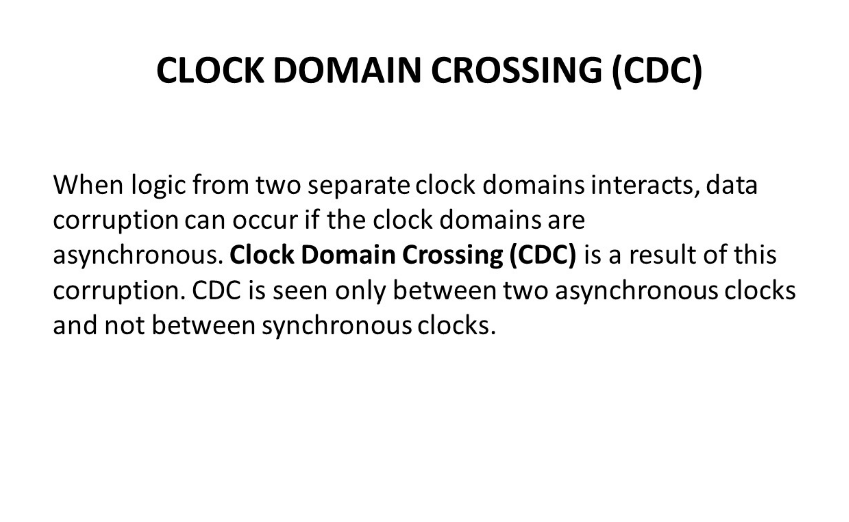 CLOCK DOMAIN CROSSING (CDC)
When logic from two separate clock domains interacts, data
corruption can occur if the clock domains are
asynchronous. Clock Domain Crossing (CDC) is a result of this
corruption. CDC is seen only between two asynchronous clocks
and not between synchronous clocks.